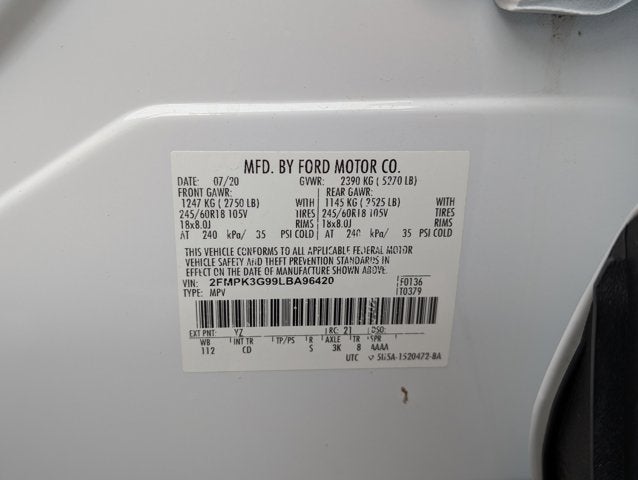 MFD. BY FORD MOTOR CO.
DATE: 07/20 GVWR: 2390 KG ( 5270 LB)
FRONT GAWR: REAR GAWR:
1247 KG ( 2750 LB) WITH 1145 KG ( 2525 LB) WITH
245/60R18 105V TIRES 245/60R18 105V TIRES
18x8.0J RIMS 18x8.0J RIMS
AT 240 kPa/ 35 PSI COLD AT 240 kPa/ 35 PSI COLD
THIS VEHICLE CONFORMS TO ALL APPLICABLE FEDERAL MOTOR
VEHICLE SAFETY AND THEFT PREVENTION STANDARDS IN
EFFECT ON THE DATE OF MANUFACTURE SHOWN ABOVE.
VIN: 2FMPK3G99LBA96420 F0136
TYPE: MPV T0379
EXT PNT: YZ RC: 21 DSO:
WB INT TR TP/PS R AXLE TR SPR
112 CD S 3K 8 AAAA
UTC